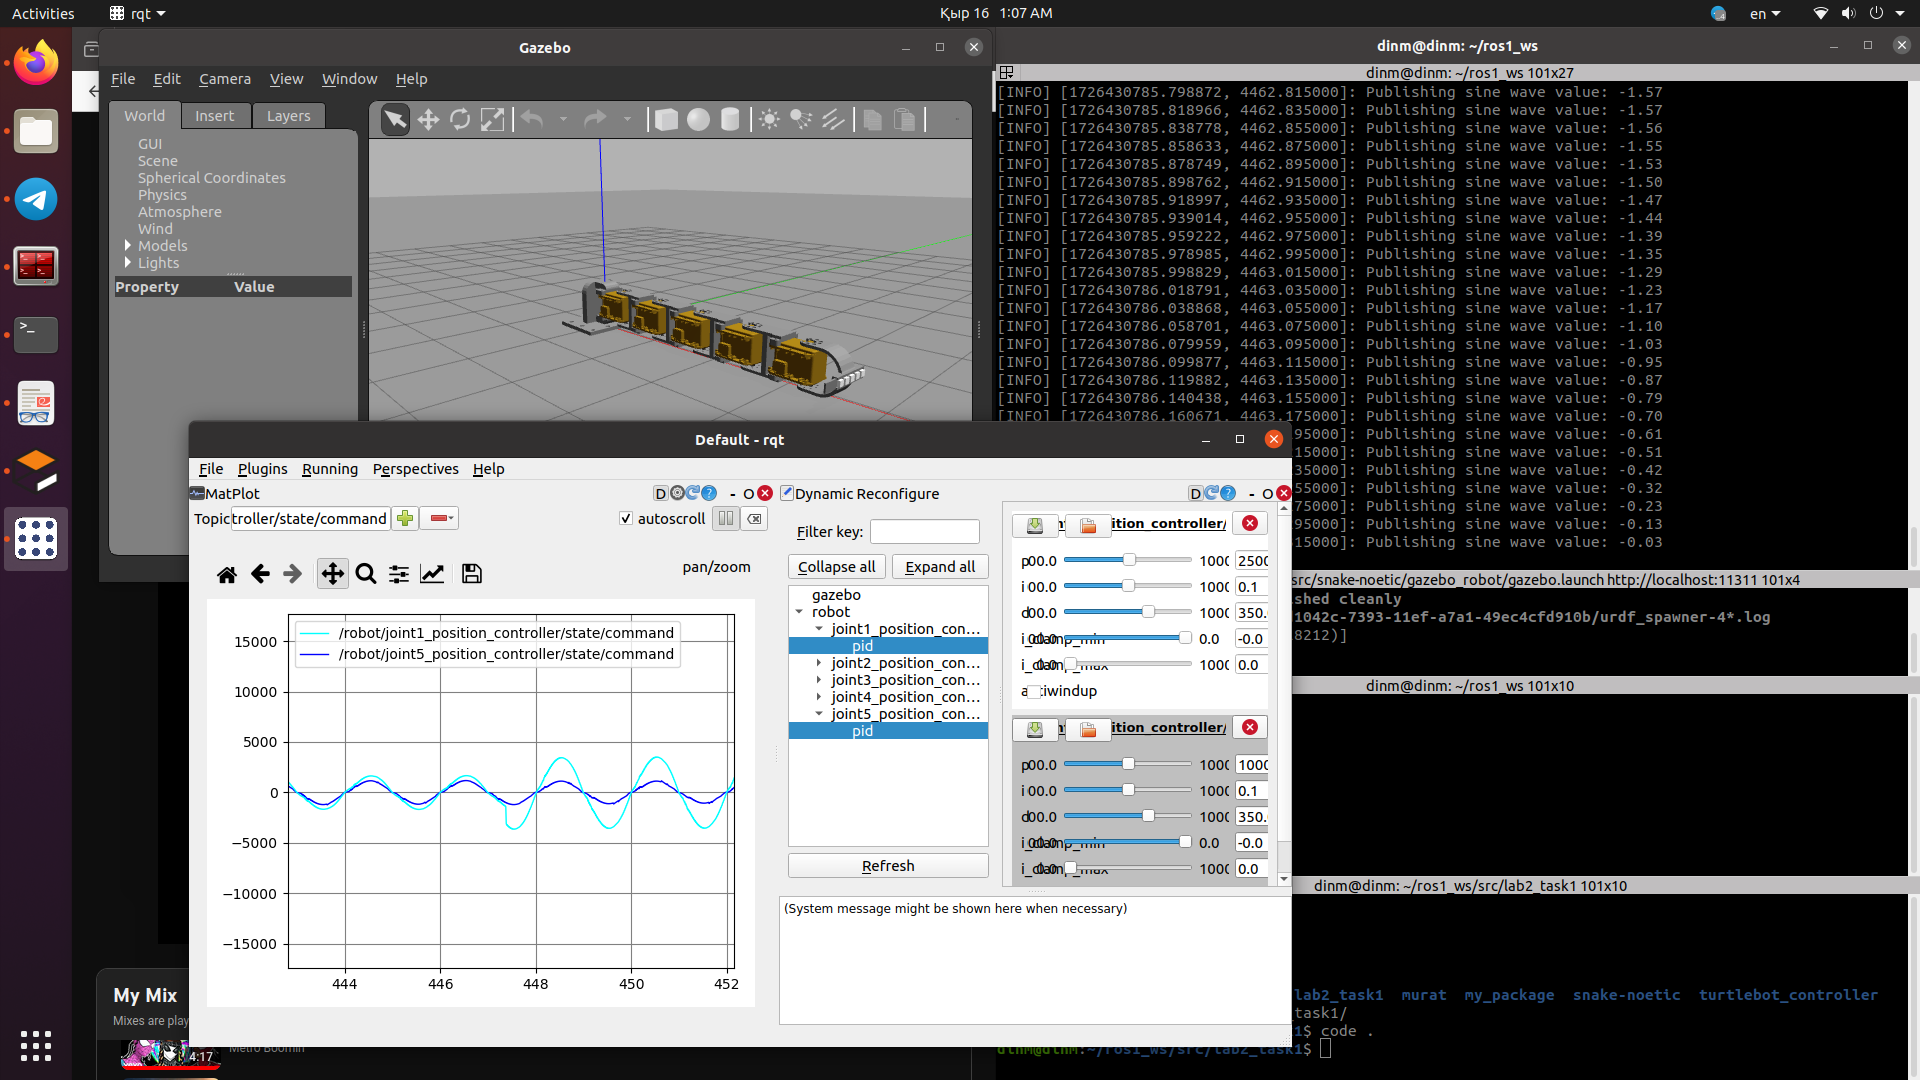 Activities
rqt
Қыр 16 1:07 AM
en
Gazebo
File Edit Camera View Window Help
World Insert Layers
GUI
Scene
Spherical Coordinates
Physics
Atmosphere
Wind
Models
Lights
Property Value
dinm@dinm: ~/ros1_ws
dinm@dinm: ~/ros1_ws 101x27
[INFO] [1726430785.798872, 4462.815000]: Publishing sine wave value: -1.57
[INFO] [1726430785.818966, 4462.835000]: Publishing sine wave value: -1.57
[INFO] [1726430785.838778, 4462.855000]: Publishing sine wave value: -1.56
[INFO] [1726430785.858633, 4462.875000]: Publishing sine wave value: -1.55
[INFO] [1726430785.878749, 4462.895000]: Publishing sine wave value: -1.53
[INFO] [1726430785.898762, 4462.915000]: Publishing sine wave value: -1.50
[INFO] [1726430785.918997, 4462.935000]: Publishing sine wave value: -1.47
[INFO] [1726430785.939014, 4462.955000]: Publishing sine wave value: -1.44
[INFO] [1726430785.959222, 4462.975000]: Publishing sine wave value: -1.39
[INFO] [1726430785.978985, 4462.995000]: Publishing sine wave value: -1.35
[INFO] [1726430785.998829, 4463.015000]: Publishing sine wave value: -1.29
[INFO] [1726430786.018791, 4463.035000]: Publishing sine wave value: -1.23
[INFO] [1726430786.038868, 4463.055000]: Publishing sine wave value: -1.17
[INFO] [1726430786.058701, 4463.075000]: Publishing sine wave value: -1.10
[INFO] [1726430786.079959, 4463.095000]: Publishing sine wave value: -1.03
[INFO] [1726430786.099877, 4463.115000]: Publishing sine wave value: -0.95
[INFO] [1726430786.119882, 4463.135000]: Publishing sine wave value: -0.87
[INFO] [1726430786.140438, 4463.155000]: Publishing sine wave value: -0.79
[INFO] [1726430786.160671, 4463.175000]: Publishing sine wave value: -0.70
95000]: Publishing sine wave value: -0.61
15000]: Publishing sine wave value: -0.51
35000]: Publishing sine wave value: -0.42
55000]: Publishing sine wave value: -0.32
75000]: Publishing sine wave value: -0.23
95000]: Publishing sine wave value: -0.13
15000]: Publishing sine wave value: -0.03
src/snake-noetic/gazebo_robot/gazebo.launch http://localhost:11311 101x4
shed cleanly
1042c-7393-11ef-a7a1-49ec4cfd910b/urdf_spawner-4*.log
8212)]
dinm@dinm: ~/ros1_ws 101x10
dinm@dinm: ~/ros1_ws/src/lab2_task1 101x10
lab2_task1 murat my_package snake-noetic turtlebot_controller
task1/
1$ code .
dinm@dinm:~/ros1_ws/src/lab2_task1$
Default - rqt
File Plugins Running Perspectives Help
MatPlot
D - O
Topic troller/state/command
autoscroll
pan/zoom
/robot/joint1_position_controller/state/command
/robot/joint5_position_controller/state/command
15000
10000
5000
0
−5000
−10000
−15000
444 446 448 450 452
Dynamic Reconfigure
D - O
Filter key:
Collapse all Expand all
gazebo
robot
joint1_position_con...
pid
joint2_position_con...
joint3_position_con...
joint4_position_con...
joint5_position_con...
pid
Refresh
ition_controller/
p 00.0 1000 2500
i 00.0 1000 0.1
d 00.0 1000 350.
i_clamp_min 0.0 -0.0
i_clamp_max 1000 0.0
antiwindup
ition_controller/
p 00.0 1000 1000
i 00.0 1000 0.1
d 00.0 1000 350.
i_clamp_min 0.0 -0.0
i_clamp_max 1000 0.0
(System message might be shown here when necessary)
My Mix
Mixes are play
4:17
Metro Boomin